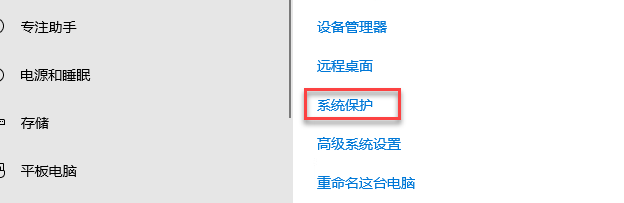 专注助手
电源和睡眠
存储
平板电脑
设备管理器
远程桌面
系统保护
高级系统设置
重命名这台电脑